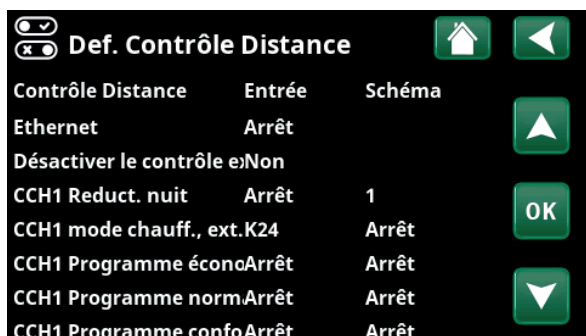 Def. Contrôle Distance
Contrôle Distance Entrée Schéma
Ethernet Arrêt
Désactiver le contrôle ex Non
CCH1 Reduct. nuit Arrêt 1
CCH1 mode chauff., ext. K24 Arrêt
OK
CCH1 Programme écono Arrêt Arrêt
CCH1 Programme norm Arrêt Arrêt
CCH1 Programme confo Arrêt Arrêt